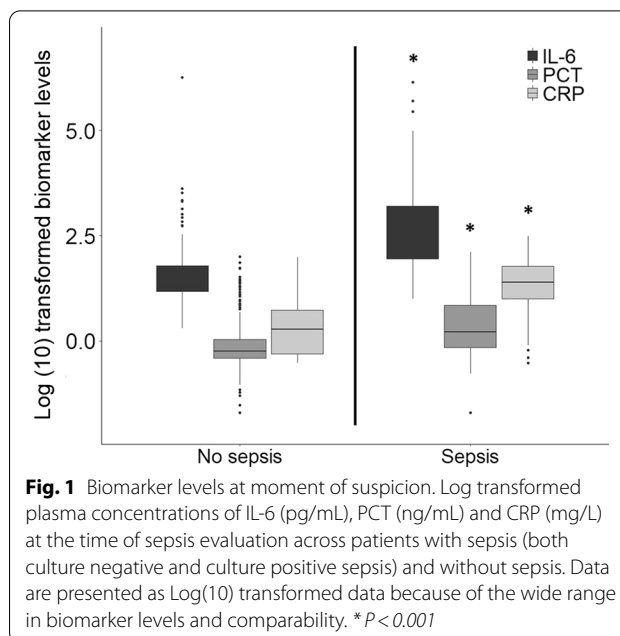 *
IL-6
PCT
CRP
5.0
*
*
2.5
0.0
Log (10) transformed biomarker levels
No sepsis
Sepsis
Fig. 1 Biomarker levels at moment of suspicion. Log transformed
plasma concentrations of IL-6 (pg/mL), PCT (ng/mL) and CRP (mg/L)
at the time of sepsis evaluation across patients with sepsis (both
culture negative and culture positive sepsis) and without sepsis. Data
are presented as Log(10) transformed data because of the wide range
in biomarker levels and comparability. * P < 0.001